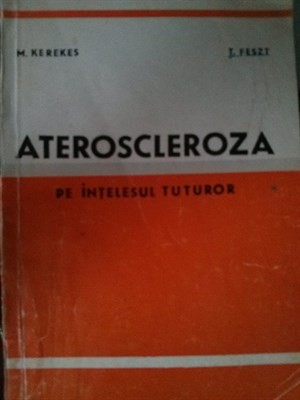 M. KEREKES T. FESZT
ATEROSCLEROZA
PE ÎNȚELESUL TUTUROR